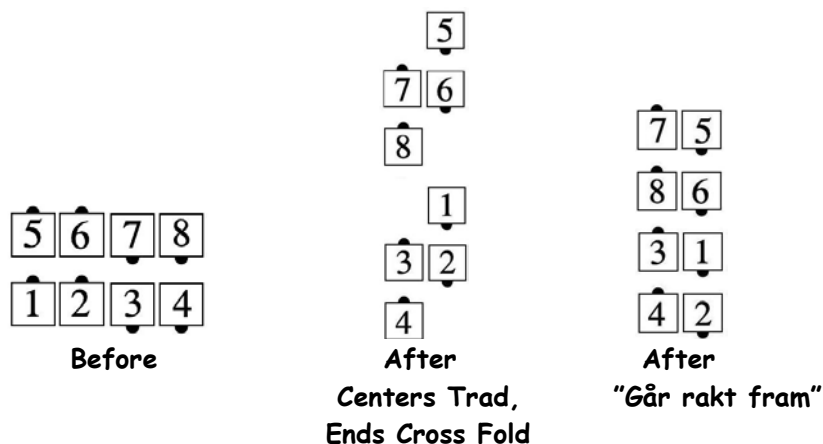 5
7 6
8
1
3 2
4
7 5
8 6
3 1
4 2
5 6 7 8
1 2 3 4
Before
After
Centers Trad,
Ends Cross Fold
After
”Går rakt fram”